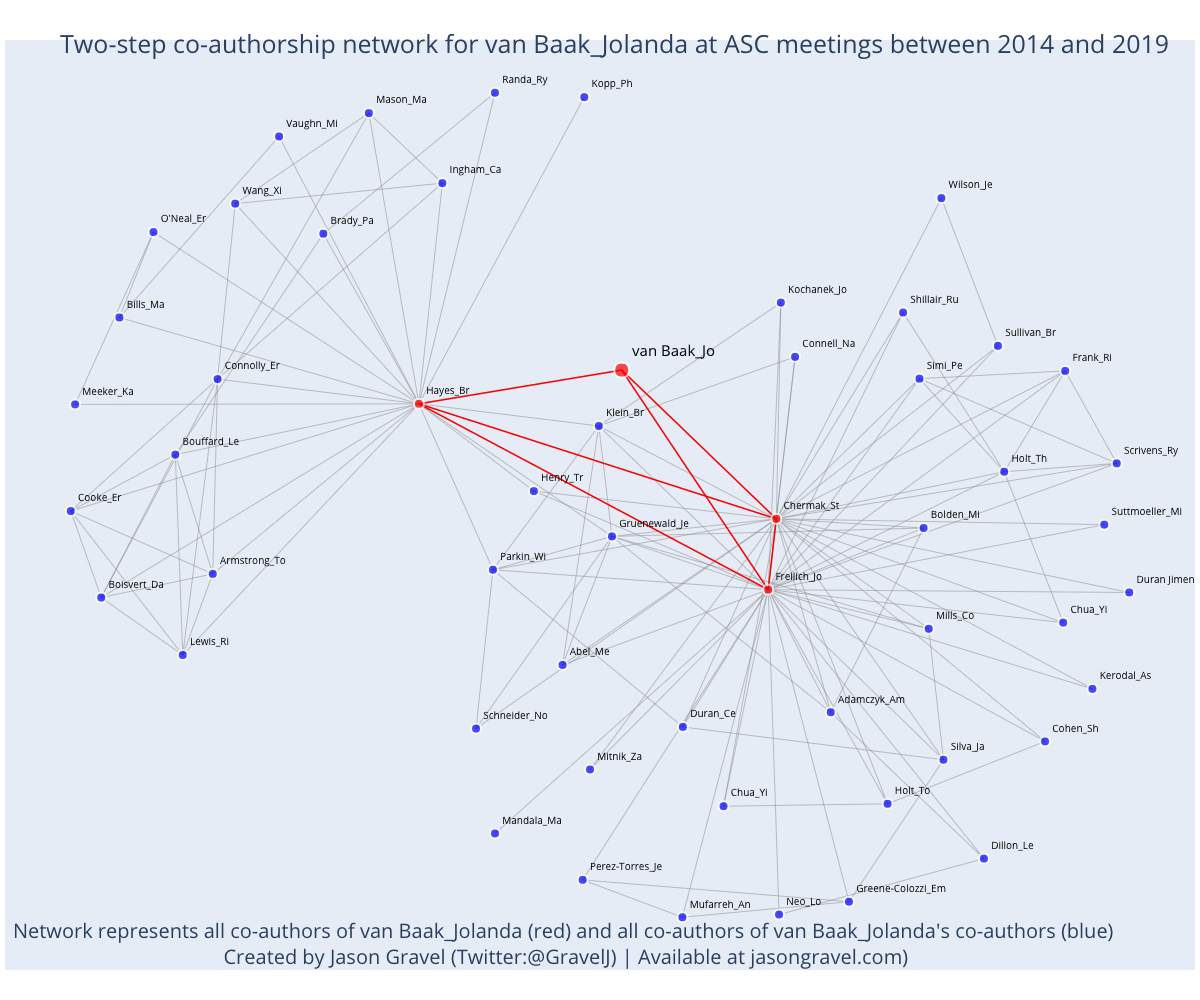 Two-step co-authorship network for van Baak_Jolanda at ASC meetings between 2014 and 2019
Randa_Ry
Kopp_Ph
Mason_Ma
Vaughn_Mi
Ingham_Ca
Wang_Xi
Wilson_Je
O'Neal_Er
Brady_Pa
Kochanek_Jo
Shillair_Ru
Bills_Ma
Sullivan_Br
Connell_Na
van Baak_Jo
Frank_Ri
Simi_Pe
Connolly_Er
Meeker_Ka
Hayes_Br
Klein_Br
Bouffard_Le
Scrivens_Ry
Holt_Th
Henry_Tr
Cooke_Er
Chermak_St
Suttmoeller_Mi
Bolden_Mi
Gruenewald_Je
Parkin_Wi
Armstrong_To
Freilich_Jo
Duran Jimen
Boisvert_Da
Chua_Yi
Mills_Co
Lewis_Ri
Abel_Me
Kerodal_As
Adamczyk_Am
Schneider_No
Duran_Ce
Cohen_Sh
Silva_Ja
Mitnik_Za
Chua_Yi
Holt_To
Mandala_Ma
Dillon_Le
Perez-Torres_Je
Greene-Colozzi_Em
Mufarreh_An
Neo_Lo
Network represents all co-authors of van Baak_Jolanda (red) and all co-authors of van Baak_Jolanda's co-authors (blue)
Created by Jason Gravel (Twitter:@GravelJ) | Available at jasongravel.com)